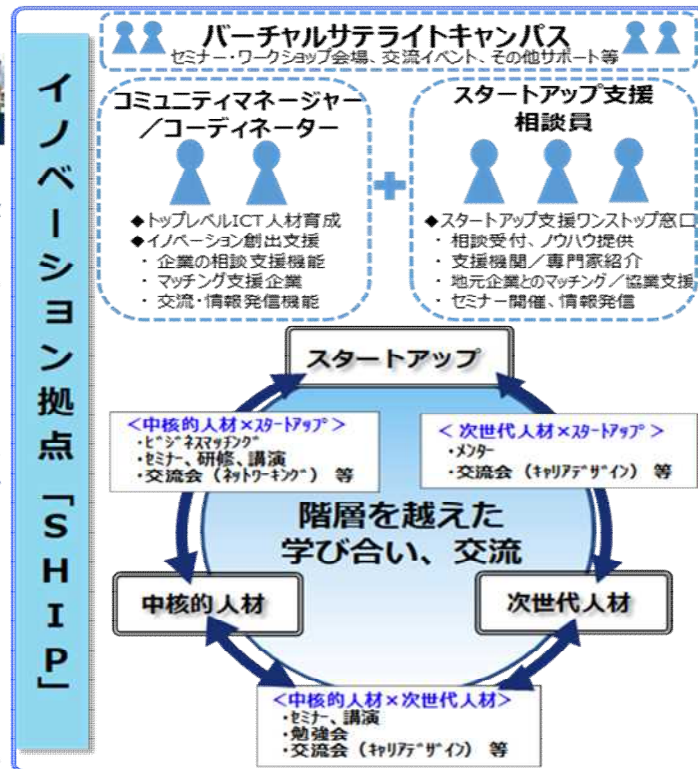 イノベーション拠点「SHIP」
バーチャルサテライトキャンパス
セミナー・ワークショップ会場、交流イベント、その他サポート等
コミュニティマネージャー
／コーディネーター
◆トップレベルICT人材育成
◆イノベーション創出支援
・企業の相談支援機能
・マッチング支援企業
・交流・情報発信機能
+
スタートアップ支援
相談員
◆スタートアップ支援ワンストップ窓口
・相談受付、ノウハウ提供
・支援機関／専門家紹介
・地元企業とのマッチング／協業支援
・セミナー開催、情報発信
スタートアップ
＜中核的人材×ｽﾀｰﾄｱｯﾌﾟ＞
・ﾋﾞｼﾞﾈｽﾏｯﾁﾝｸﾞ
・ｾﾐﾅｰ、研修、講演
・交流会（ﾈｯﾄﾜｰｷﾝｸﾞ） 等
＜次世代人材×ｽﾀｰﾄｱｯﾌﾟ＞
・ﾒﾝﾀｰ
・交流会（ｷｬﾘｱﾃﾞｻﾞｲﾝ） 等
階層を越えた
学び合い、交流
中核的人材
次世代人材
＜中核的人材×次世代人材＞
・ｾﾐﾅｰ、講演
・勉強会
・交流会（ｷｬﾘｱﾃﾞｻﾞｲﾝ） 等